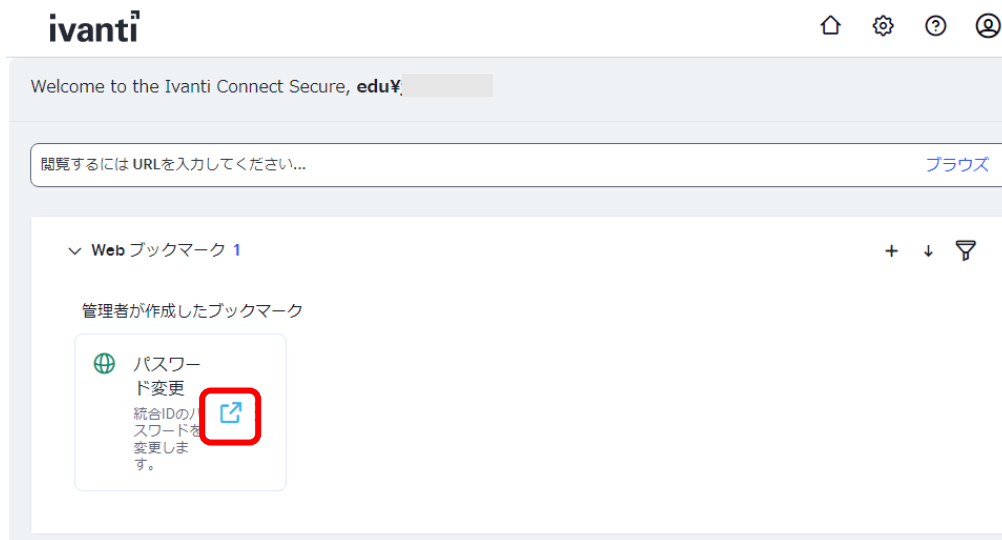 ivanti
Welcome to the Ivanti Connect Secure, edu¥
閲覧するには URLを入力してください...
ブラウズ
Web ブックマーク 1
管理者が作成したブックマーク
パスワー
ド変更
統合IDのパ
スワードを
変更しま
す。